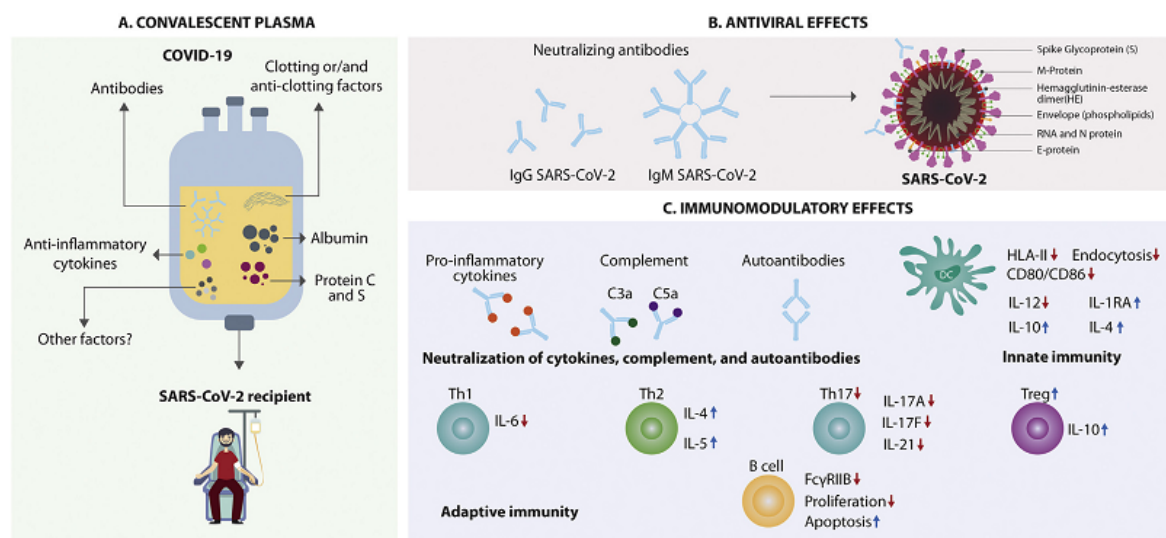 A. CONVALESCENT PLASMA
COVID-19
Antibodies
Clotting or/and
anti-clotting factors
Anti-inflammatory
cytokines
Albumin
Protein C
and S
Other factors?
SARS-CoV-2 recipient
B. ANTIVIRAL EFFECTS
Neutralizing antibodies
IgG SARS-CoV-2
IgM SARS-CoV-2
Spike Glycoprotein (S)
M-Protein
Hemagglutinin-esterase
dimer(HE)
Envelope (phospholipids)
RNA and N protein
E-protein
SARS-CoV-2
C. IMMUNOMODULATORY EFFECTS
Pro-inflammatory
cytokines
Complement
C3a C5a
Autoantibodies
Neutralization of cytokines, complement, and autoantibodies
DC
HLA-II↓ Endocytosis↓
CD80/CD86↓
IL-12↓ IL-1RA↑
IL-10↑ IL-4↑
Innate immunity
Th1
IL-6↓
Th2
IL-4↑
IL-5↑
Th17↓
IL-17A↓
IL-17F↓
IL-21↓
Treg↑
IL-10↑
B cell
FcγRIIB↓
Proliferation↓
Apoptosis↑
Adaptive immunity